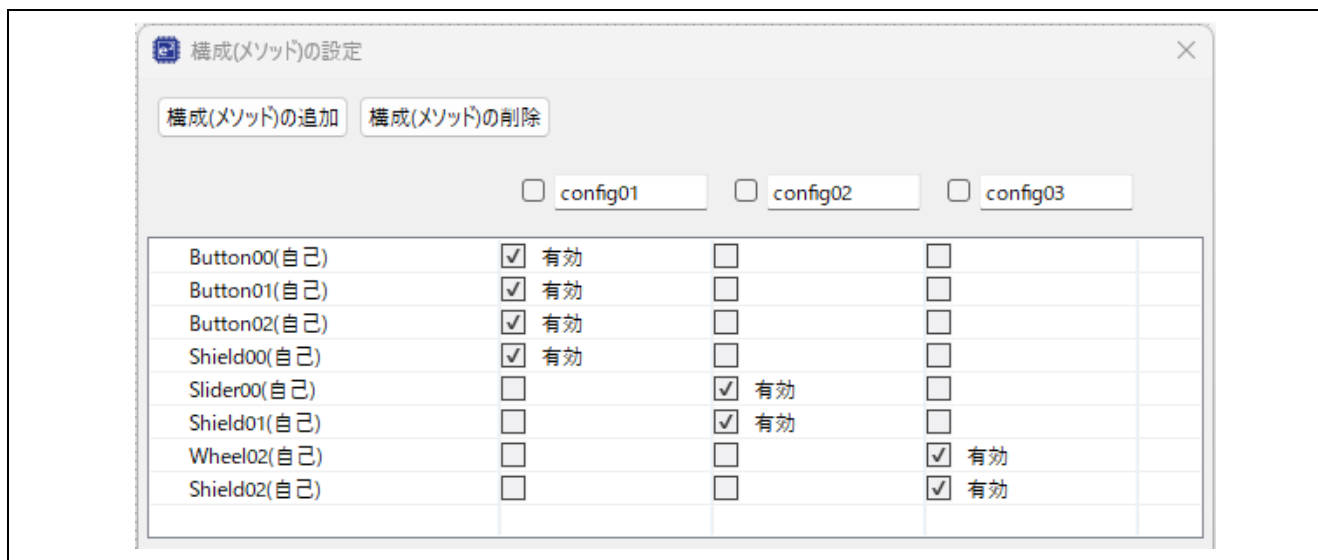 構成(メソッド)の設定
構成(メソッド)の追加 構成(メソッド)の削除
config01 config02 config03
Button00(自己) 有効
Button01(自己) 有効
Button02(自己) 有効
Shield00(自己) 有効
Slider00(自己) 有効
Shield01(自己) 有効
Wheel02(自己) 有効
Shield02(自己) 有効